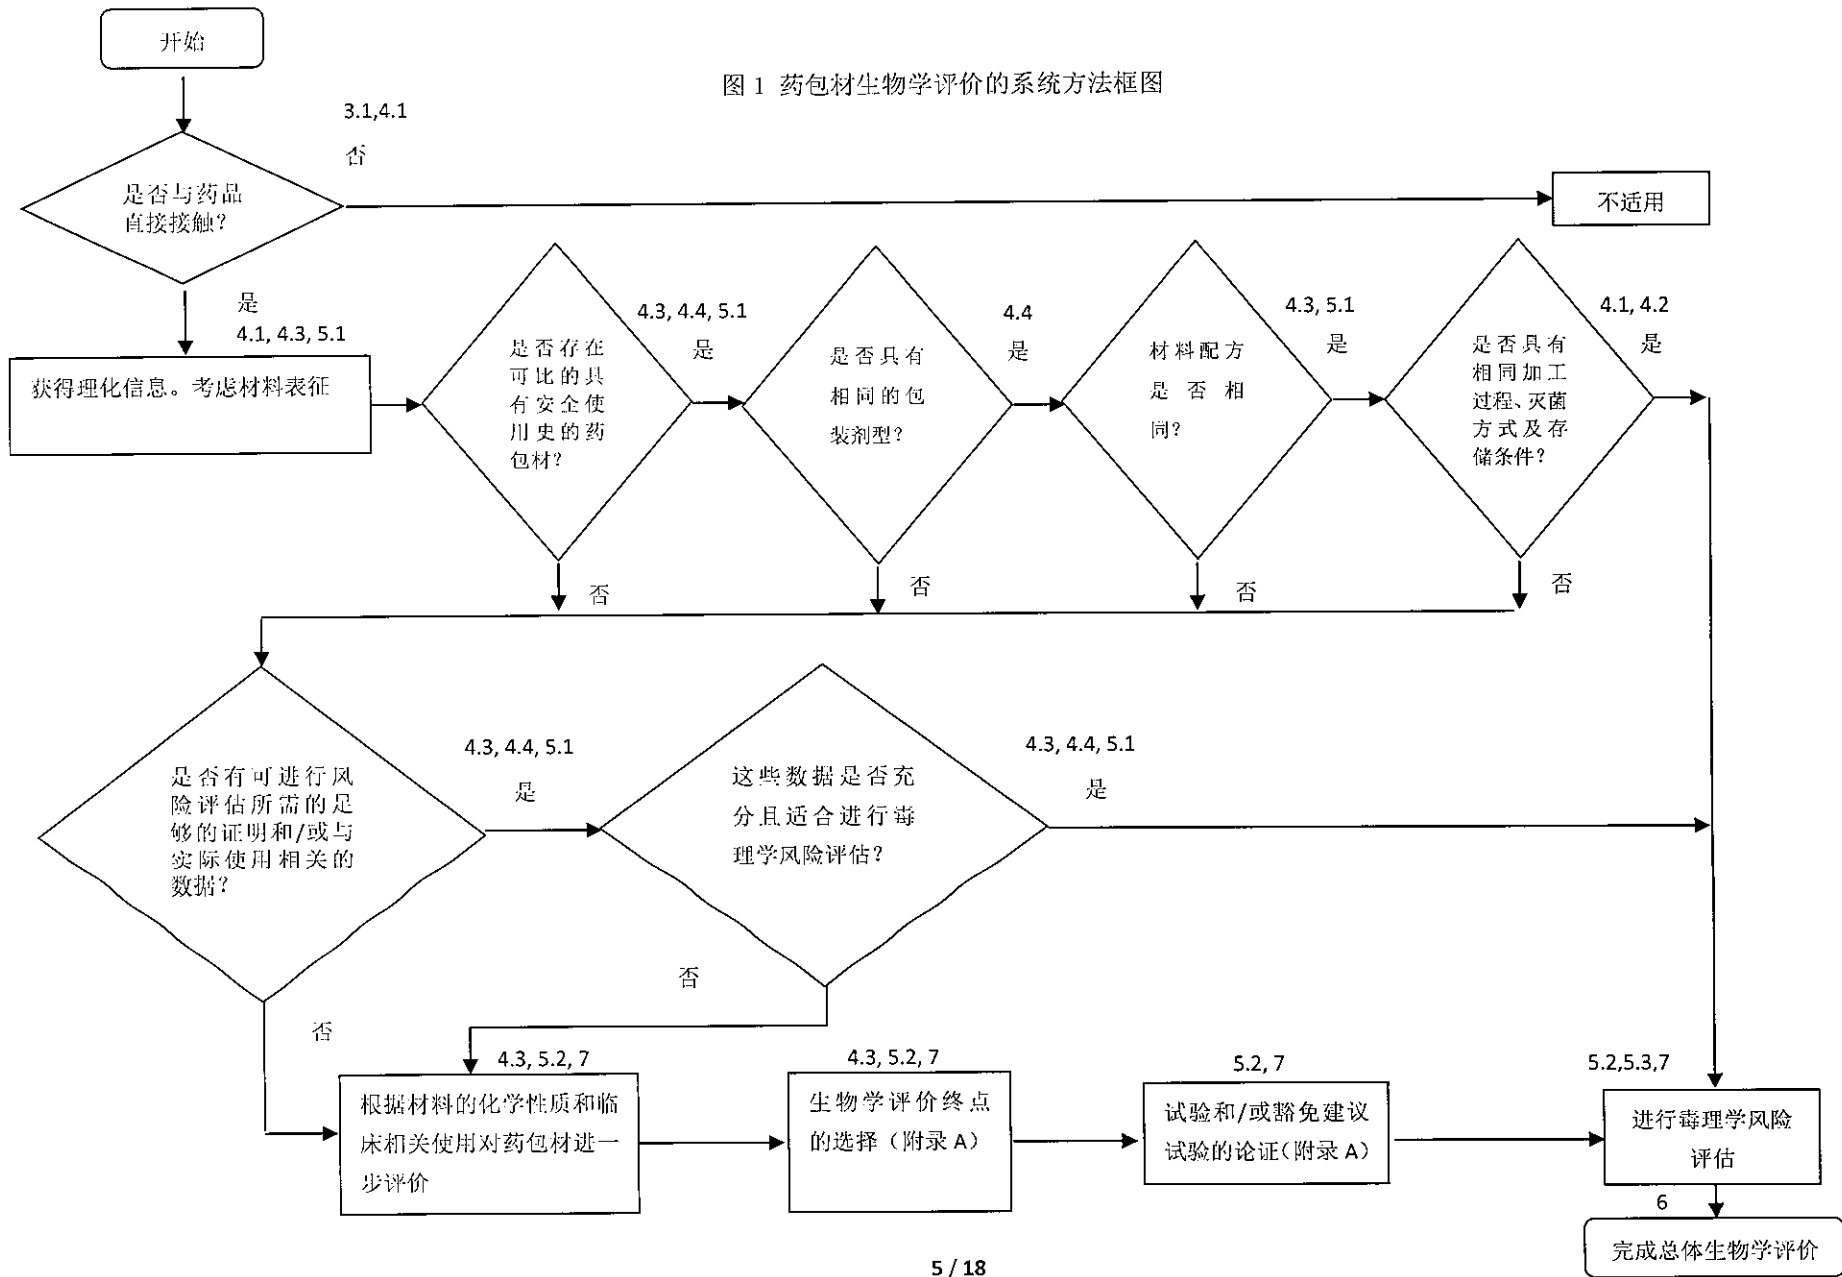 开始
图 1 药包材生物学评价的系统方法框图
3.1,4.1
否
是否与药品
直接接触?
不适用
是
4.1, 4.3, 5.1
获得理化信息。考虑材料表征
是否存在
可比的具
有安全使
用史的药
包材?
4.3, 4.4, 5.1
是
是否具有
相同的包
装剂型?
4.4
是
材料配方
是否相
同?
4.3, 5.1
是
是否具有
相同加工
过程、灭菌
方式及存
储条件?
4.1, 4.2
是
否
否
否
否
是否有可进行风
险评估所需的足
够的证明和/或与
实际使用相关的
数据?
4.3, 4.4, 5.1
是
这些数据是否充
分且适合进行毒
理学风险评估?
4.3, 4.4, 5.1
是
否
否
4.3, 5.2, 7
根据材料的化学性质和临
床相关使用对药包材进一
步评价
4.3, 5.2, 7
生物学评价终点
的选择（附录 A）
5.2, 7
试验和/或豁免建议
试验的论证（附录 A）
5.2,5.3,7
进行毒理学风险
评估
6
完成总体生物学评价
5 / 18